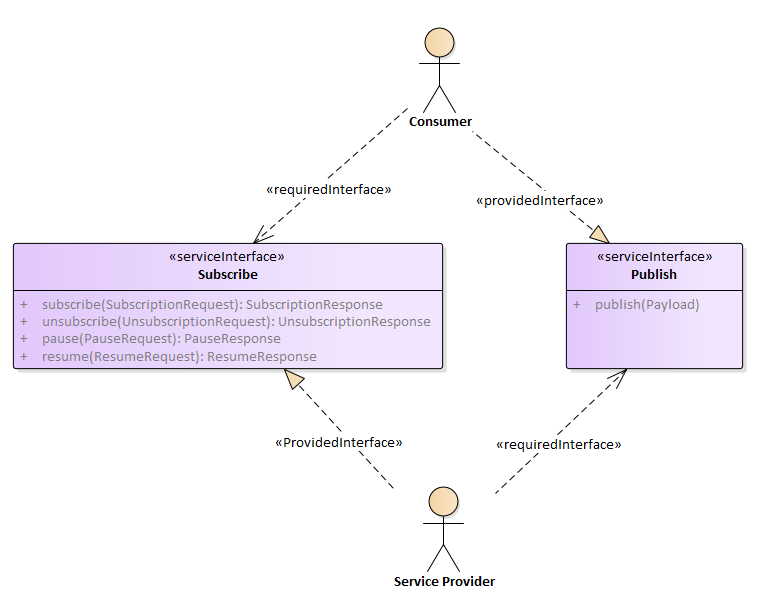 Consumer
«requiredInterface»
«providedInterface»
«serviceInterface»
Subscribe
+ subscribe(SubscriptionRequest): SubscriptionResponse
+ unsubscribe(UnsubscriptionRequest): UnsubscriptionResponse
+ pause(PauseRequest): PauseResponse
+ resume(ResumeRequest): ResumeResponse
«serviceInterface»
Publish
+ publish(Payload)
«ProvidedInterface»
«requiredInterface»
Service Provider